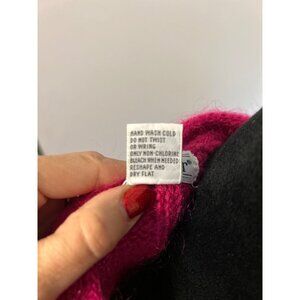 HAND WASH COLD
DO NOT TWIST
OR WRING
ONLY NON-CHLORINE
BLEACH WHEN NEEDED
RESHAPE AND
DRY FLAT